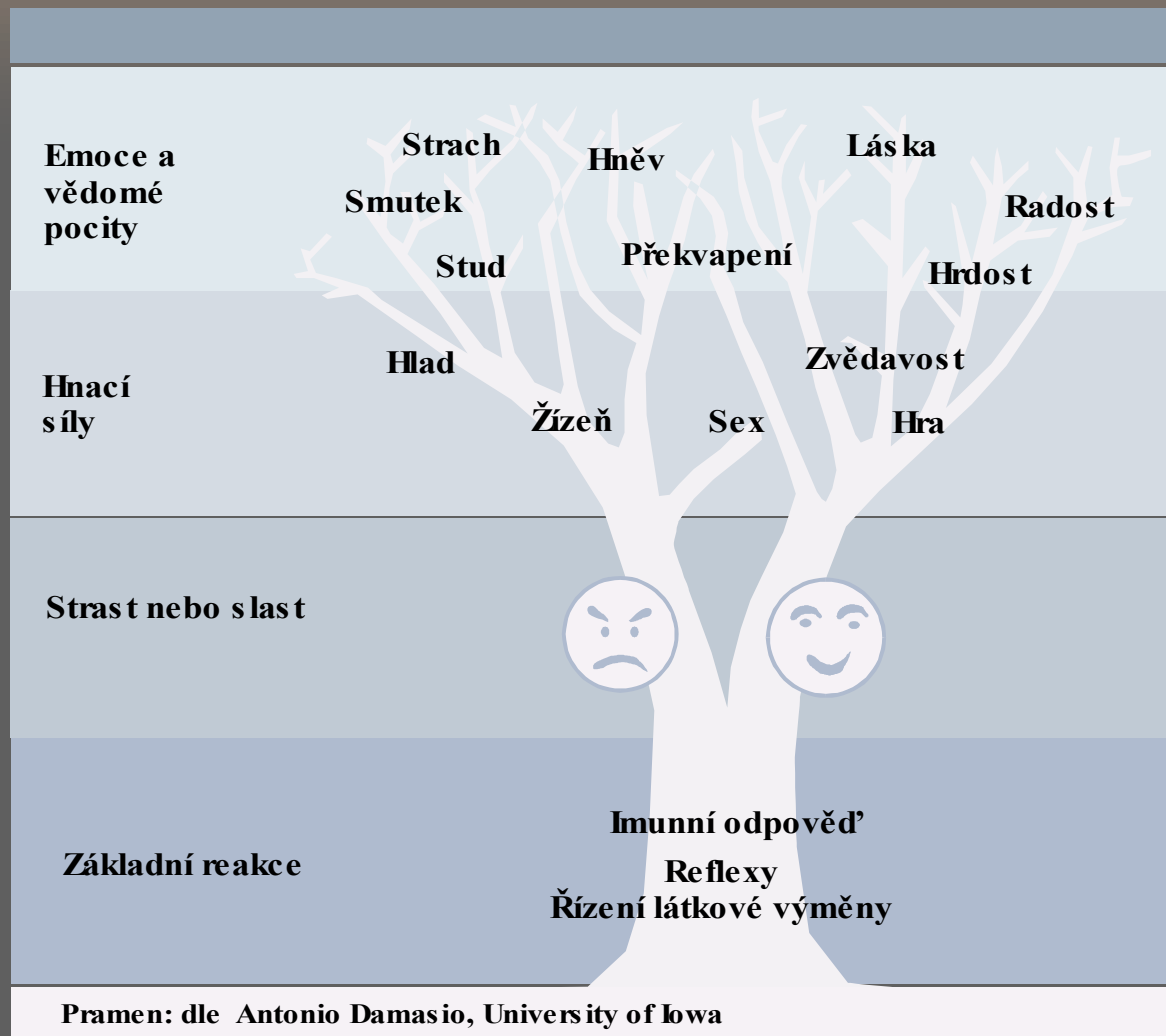 Emoce a
vědomé
pocity
Strach
Hněv
Láska
Smutek
Radost
Stud
Překvapení
Hrdost
Hnací
síly
Hlad
Zvědavost
Žízeň
Sex
Hra
Strast nebo slast
Základní reakce
Imunní odpověď
Reflexy
Řízení látkové výměny
Pramen: dle Antonio Damasio, University of Iowa